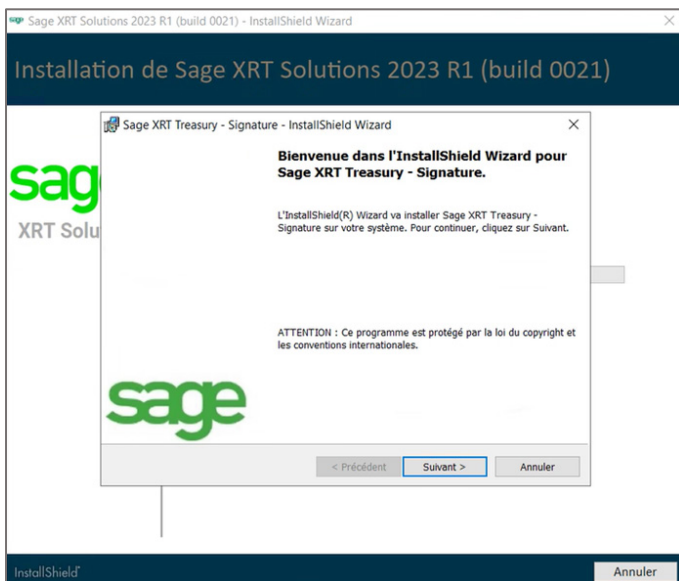 Sage XRT Solutions 2023 R1 (build 0021) - InstallShield Wizard
Installation de Sage XRT Solutions 2023 R1 (build 0021)
Sage XRT Treasury - Signature - InstallShield Wizard
Bienvenue dans l'InstallShield Wizard pour
Sage XRT Treasury - Signature.
sag
XRT Solu
L'InstallShield(R) Wizard va installer Sage XRT Treasury -
Signature sur votre système. Pour continuer, cliquez sur Suivant.
ATTENTION : Ce programme est protégé par la loi du copyright et
les conventions internationales.
sage
< Précédent
Suivant >
Annuler
InstallShield
Annuler